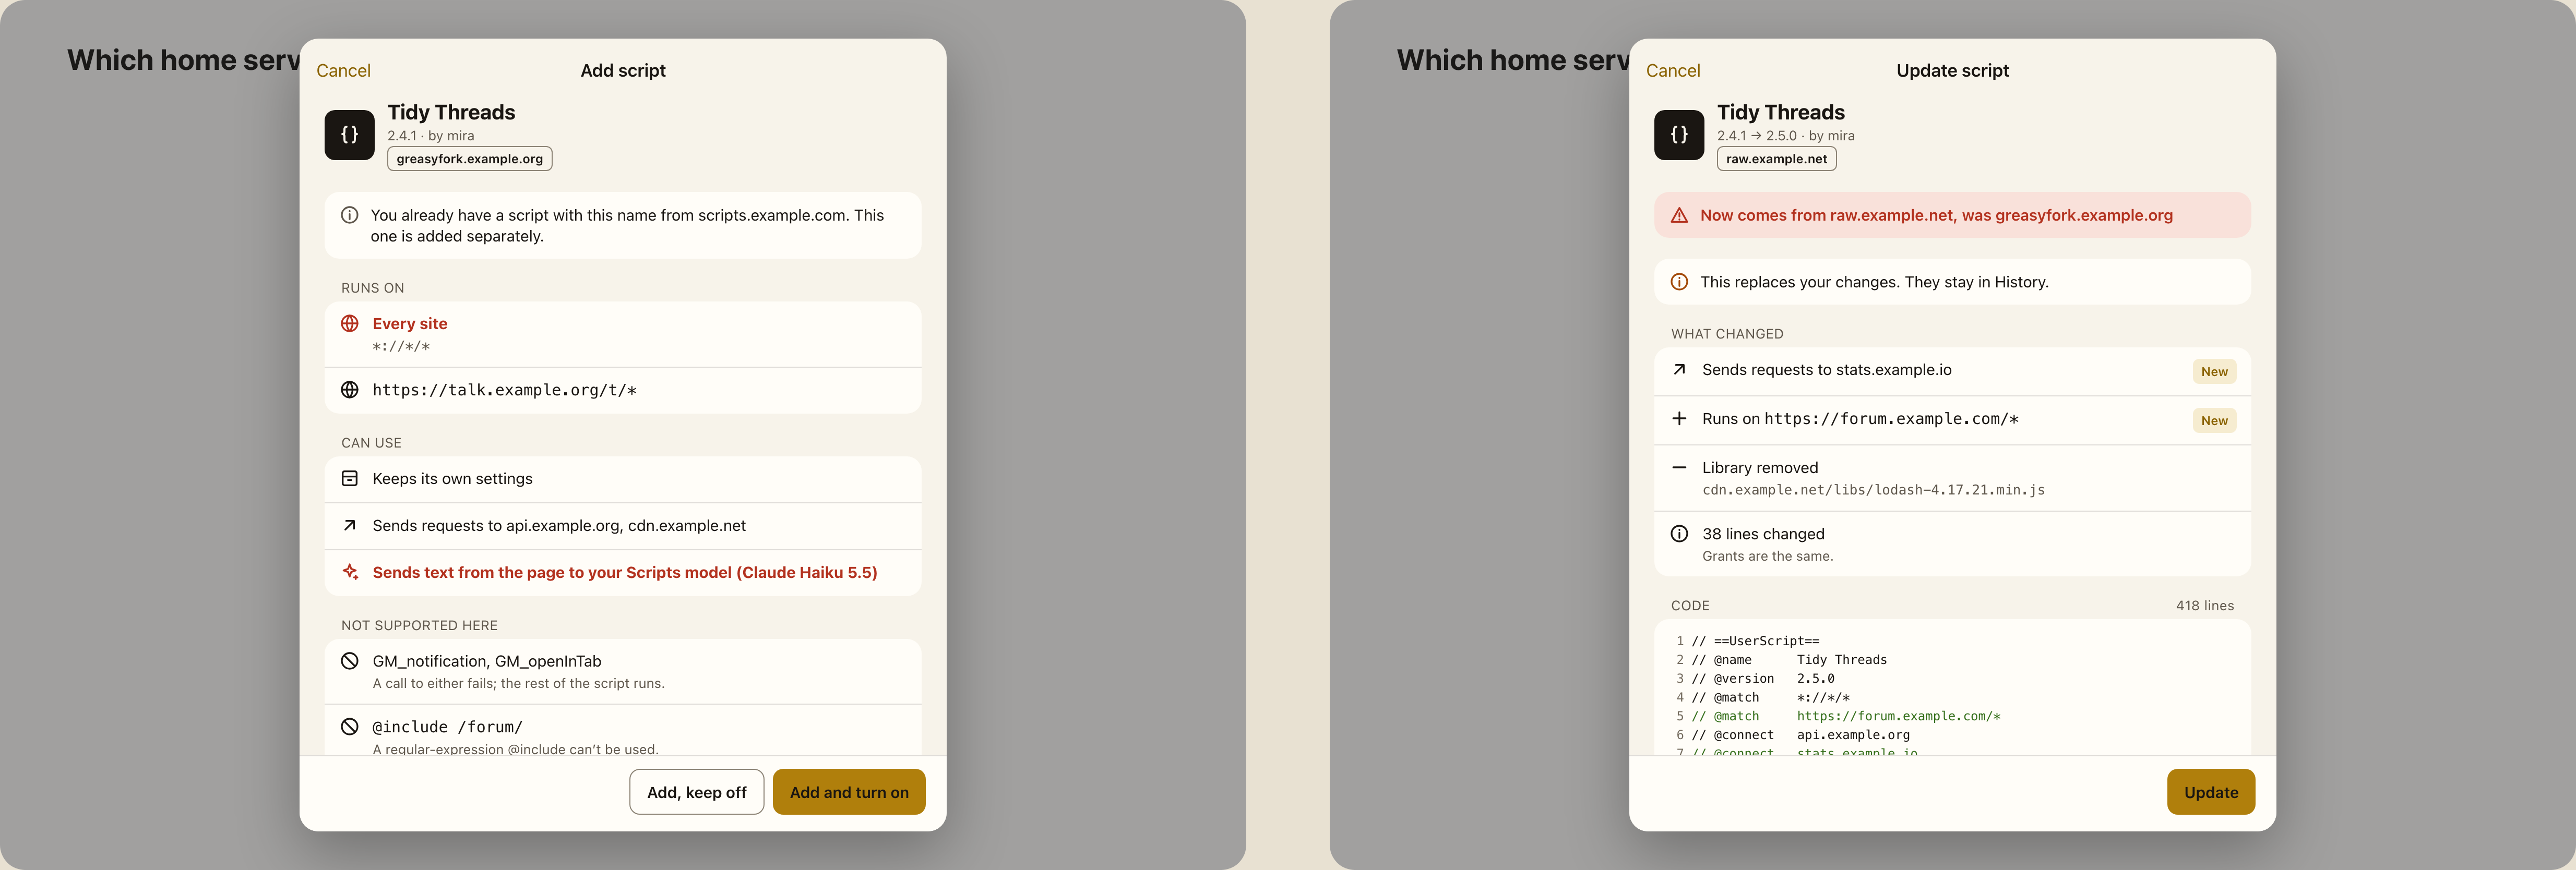 Which home serv
Cancel
Add script
{ }
Tidy Threads
2.4.1 · by mira
greasyfork.example.org
You already have a script with this name from scripts.example.com. This
one is added separately.
RUNS ON
Every site
*://*/*
https://talk.example.org/t/*
CAN USE
Keeps its own settings
Sends requests to api.example.org, cdn.example.net
Sends text from the page to your Scripts model (Claude Haiku 5.5)
NOT SUPPORTED HERE
GM_notification, GM_openInTab
A call to either fails; the rest of the script runs.
@include /forum/
A regular-expression @include can’t be used.
Add, keep off
Add and turn on
Which home serv
Cancel
Update script
{ }
Tidy Threads
2.4.1 → 2.5.0 · by mira
raw.example.net
Now comes from raw.example.net, was greasyfork.example.org
This replaces your changes. They stay in History.
WHAT CHANGED
Sends requests to stats.example.io New
Runs on https://forum.example.com/* New
Library removed
cdn.example.net/libs/lodash-4.17.21.min.js
38 lines changed
Grants are the same.
CODE 418 lines
1 // ==UserScript==
2 // @name Tidy Threads
3 // @version 2.5.0
4 // @match *://*/*
5 // @match https://forum.example.com/*
6 // @connect api.example.org
7 // @connect stats.example.io
Update